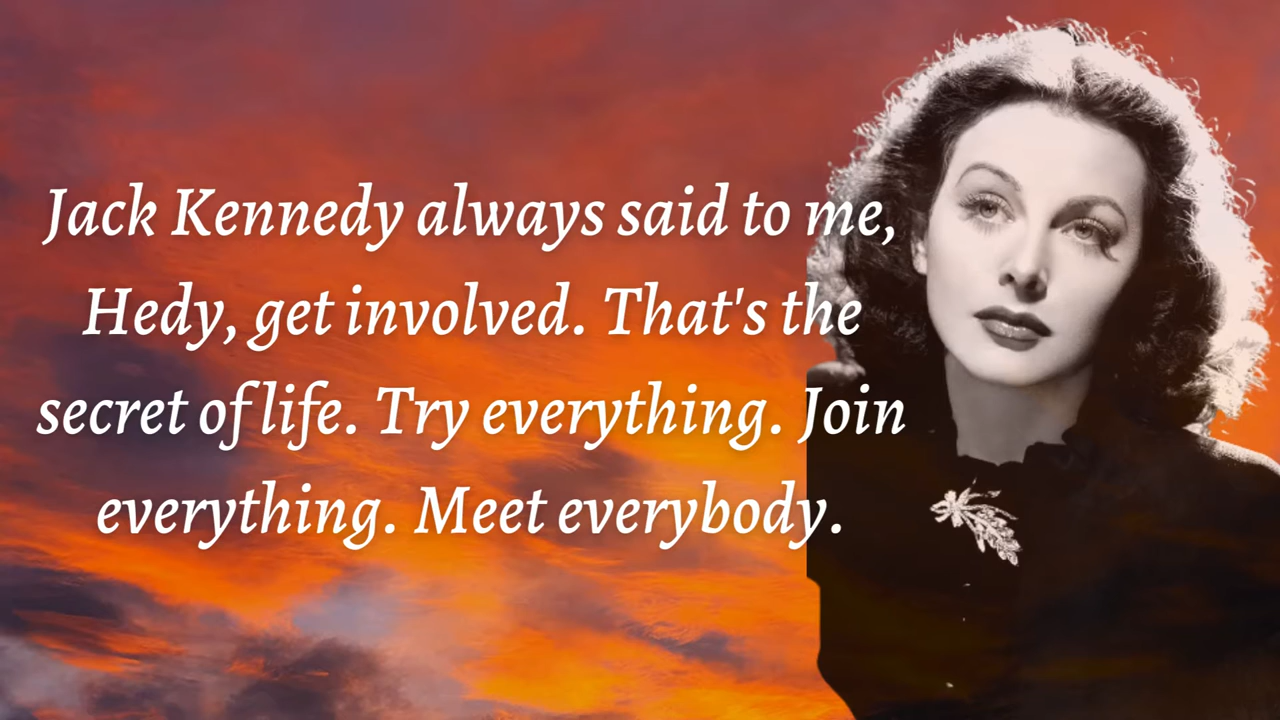 Jack Kennedy always said to me,
Hedy, get involved. That's the
secret of life. Try everything. Join
everything. Meet everybody.